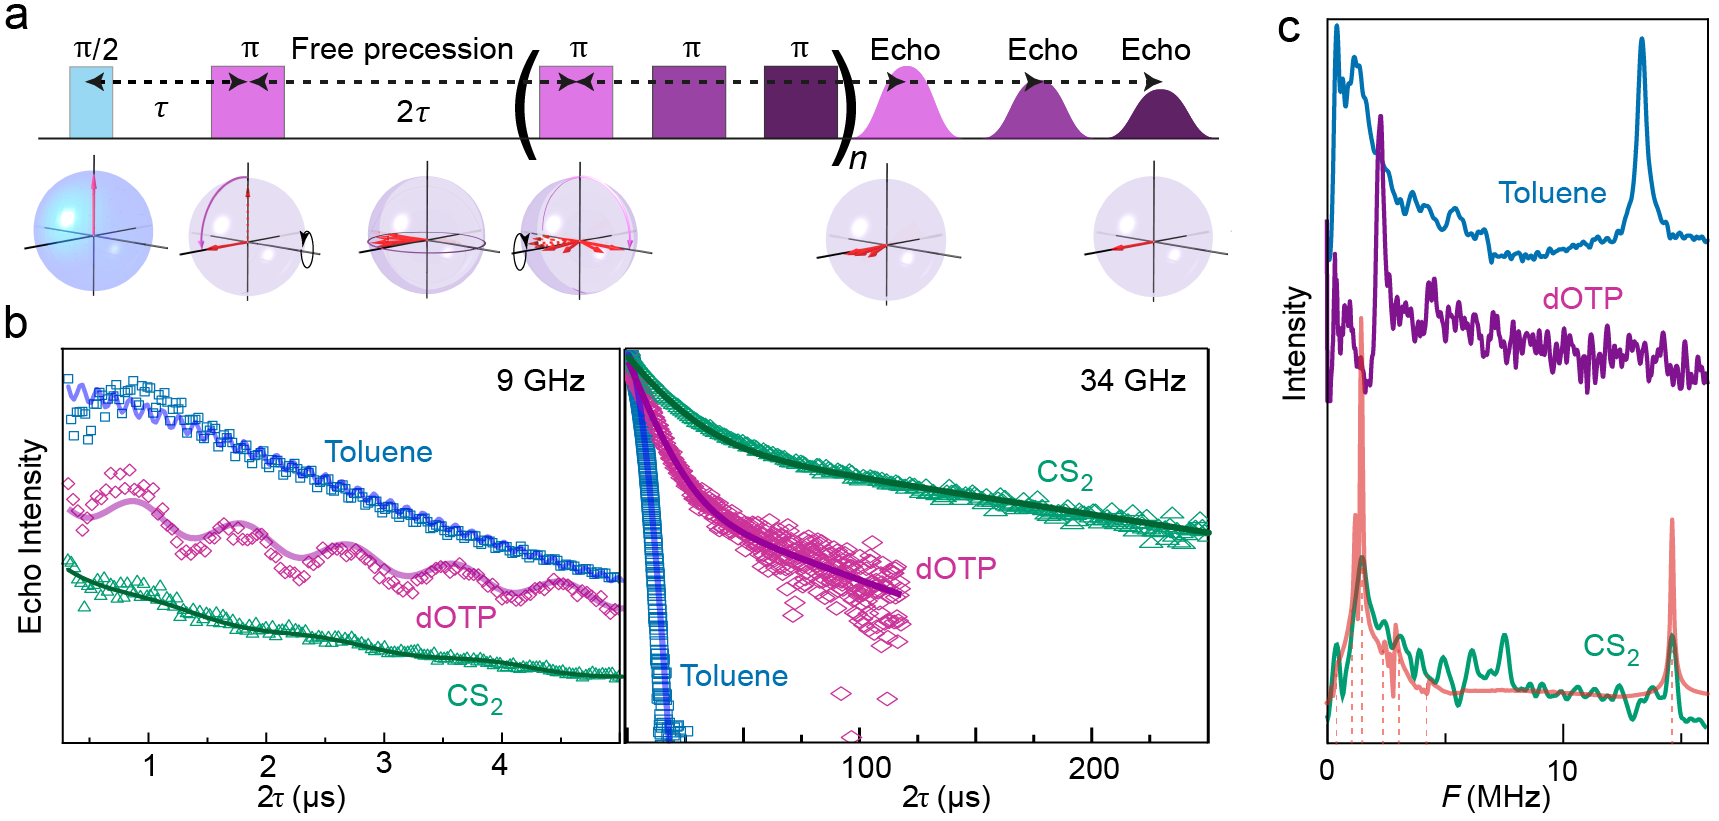 a
π/2 π Free precession π π π Echo Echo Echo
τ 2τ
n
b
9 GHz
Toluene
dOTP
CS2
Echo Intensity
1 2 3 4
2τ (μs)
34 GHz
CS2
dOTP
Toluene
100 200
2τ (μs)
c
Toluene
dOTP
CS2
Intensity
0 10
F (MHz)